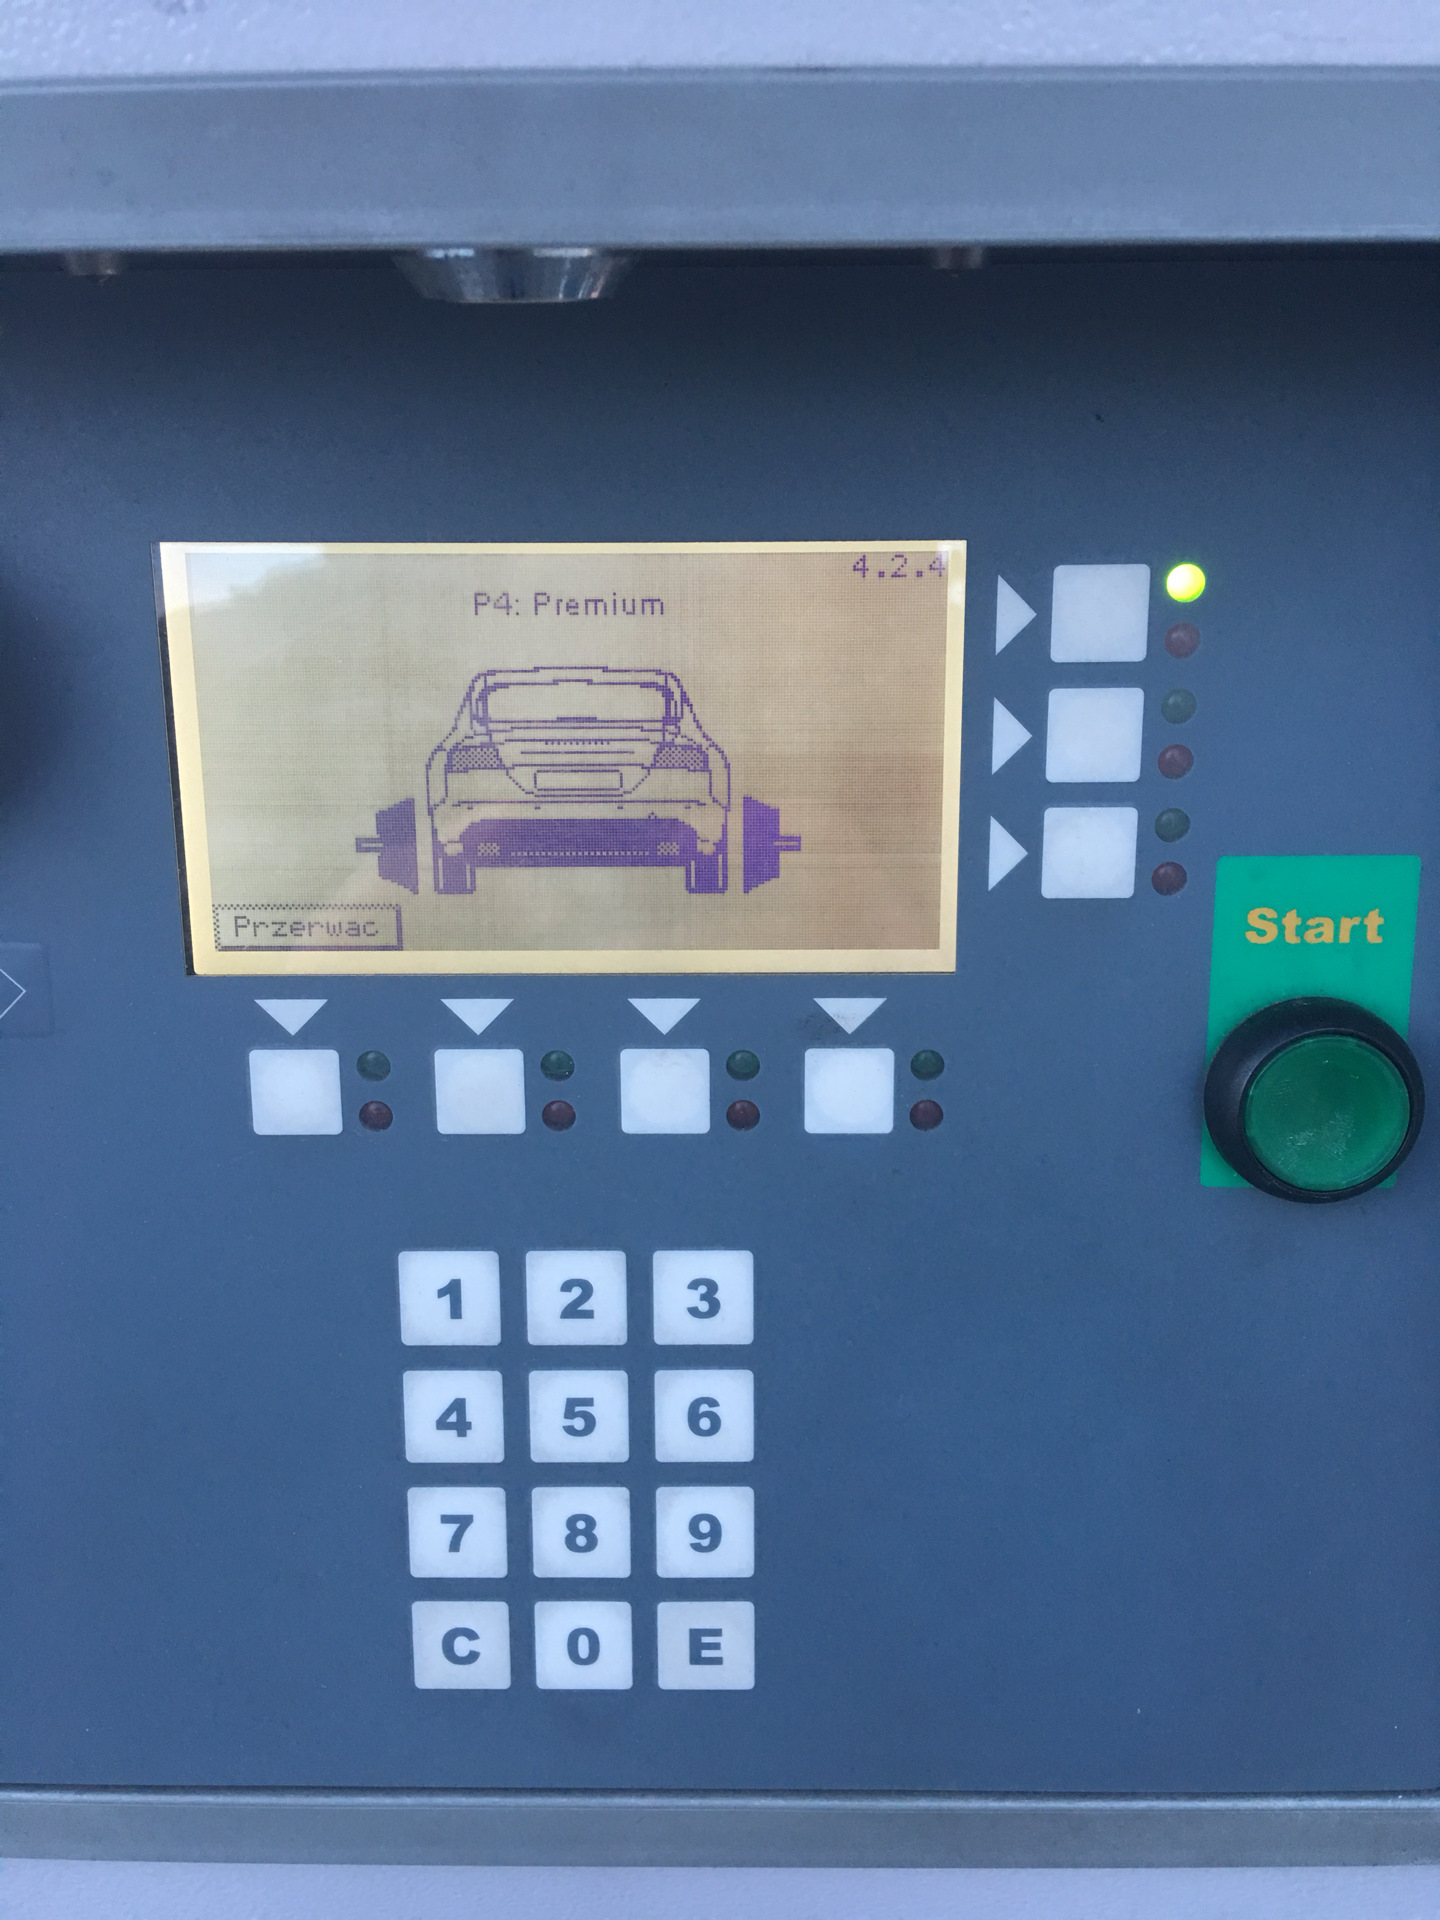 4.2.4
P4: Premium
Przerwac
Start
1 2 3
4 5 6
7 8 9
C 0 E